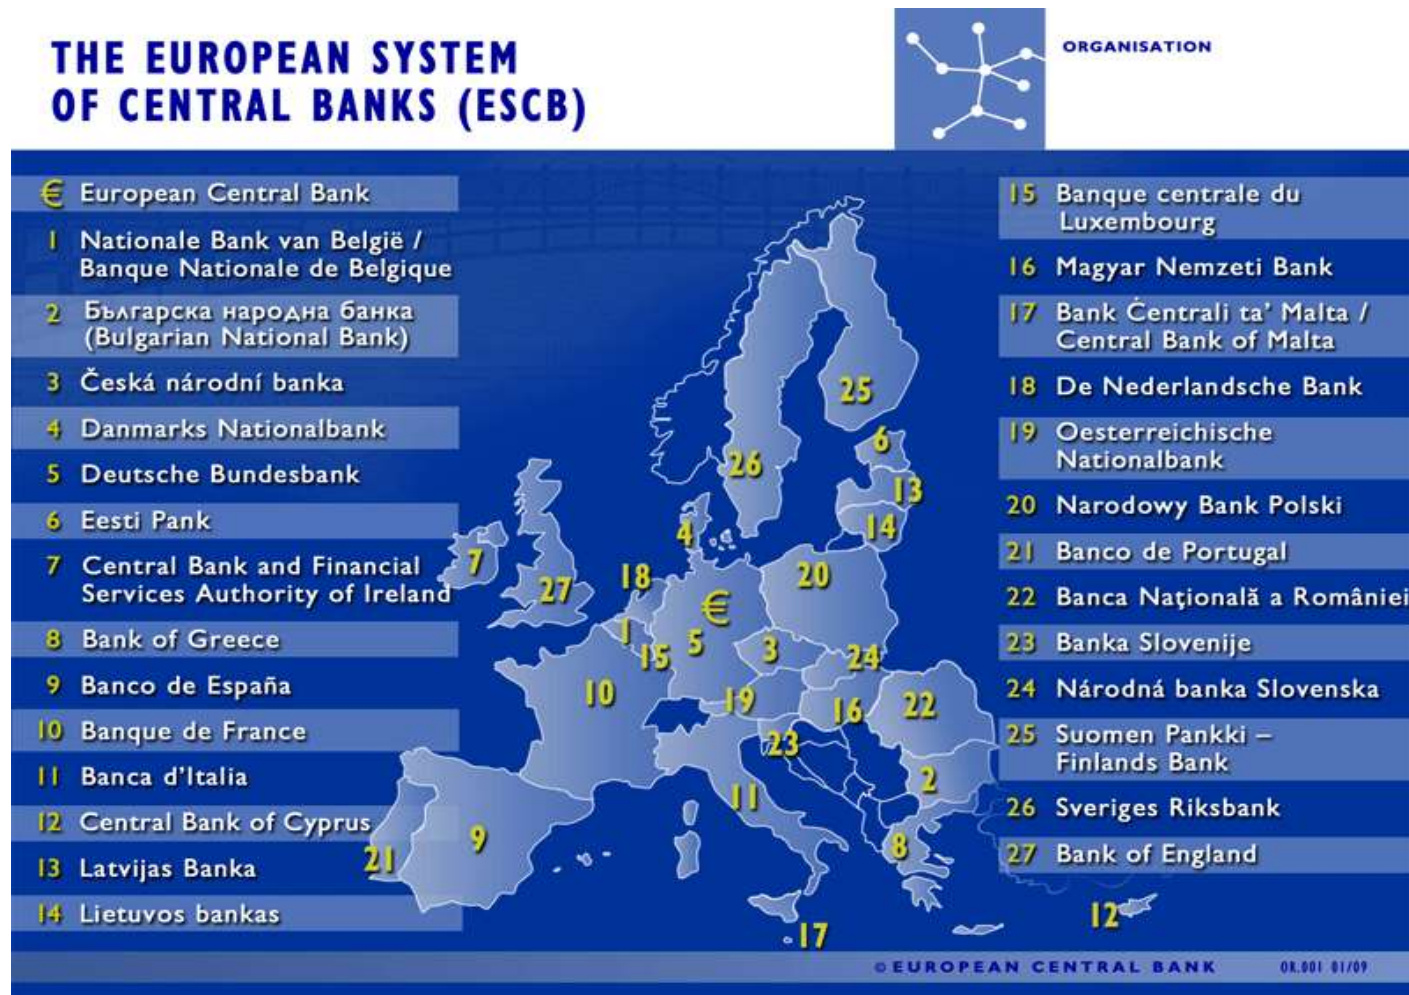 THE EUROPEAN SYSTEM
OF CENTRAL BANKS (ESCB)
ORGANISATION
€ European Central Bank
1 Nationale Bank van België /
Banque Nationale de Belgique
2 Българска народна банка
(Bulgarian National Bank)
3 Česká národní banka
4 Danmarks Nationalbank
5 Deutsche Bundesbank
6 Eesti Pank
7 Central Bank and Financial
Services Authority of Ireland
8 Bank of Greece
9 Banco de España
10 Banque de France
11 Banca d'Italia
12 Central Bank of Cyprus
13 Latvijas Banka
14 Lietuvos bankas
25
6
26
13
14
4
7
27
18
20
€
1
5
15
3
24
10
19
16
22
23
2
11
9
8
21
12
17
15 Banque centrale du
Luxembourg
16 Magyar Nemzeti Bank
17 Bank Ċentrali ta' Malta /
Central Bank of Malta
18 De Nederlandsche Bank
19 Oesterreichische
Nationalbank
20 Narodowy Bank Polski
21 Banco de Portugal
22 Banca Naţională a României
23 Banka Slovenije
24 Národná banka Slovenska
25 Suomen Pankki –
Finlands Bank
26 Sveriges Riksbank
27 Bank of England
© EUROPEAN CENTRAL BANK
OR.001 01/09